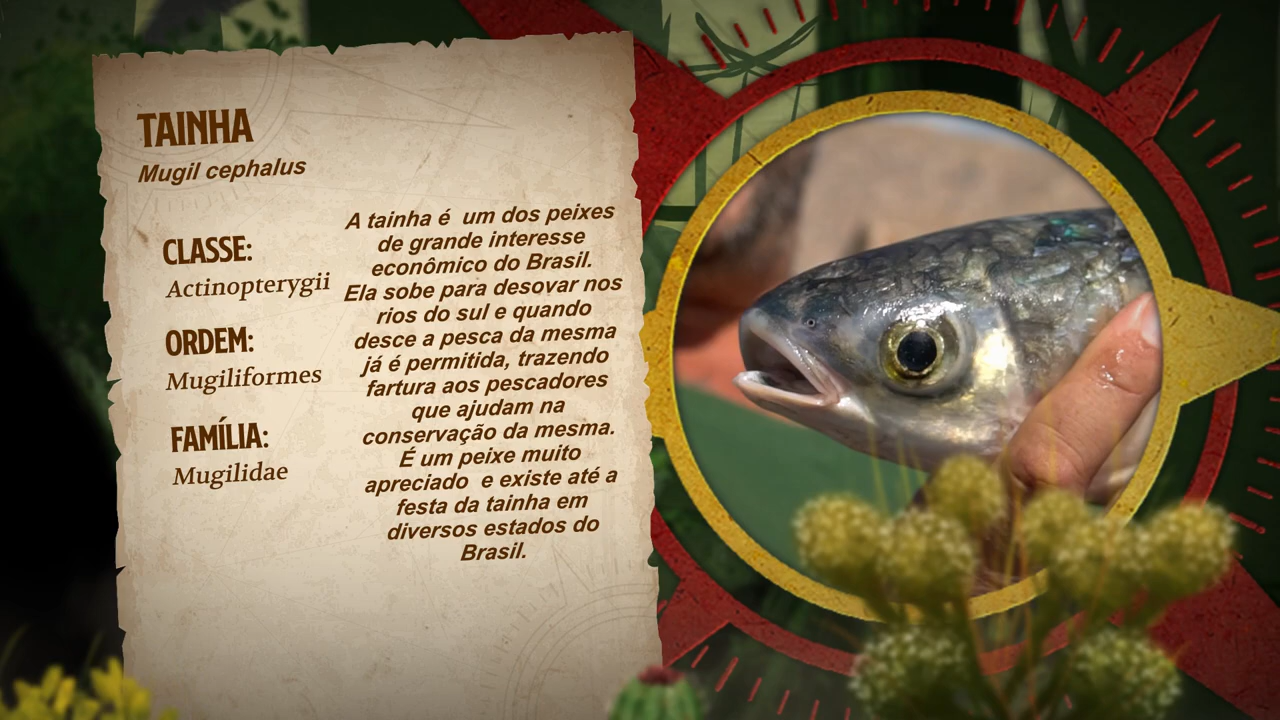 TAINHA
Mugil cephalus
CLASSE:
Actinopterygii
ORDEM:
Mugiliformes
FAMÍLIA:
Mugilidae
A tainha é  um dos peixes
de grande interesse
econômico do Brasil.
Ela sobe para desovar nos
rios do sul e quando
desce a pesca da mesma
já é permitida, trazendo
fartura aos pescadores
que ajudam na
conservação da mesma.
É um peixe muito
apreciado  e existe até a
festa da tainha em
diversos estados do
Brasil.